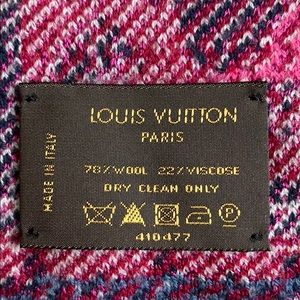 LOUIS VUITTON
PARIS
MADE IN ITALY
78% WOOL 22% VISCOSE
DRY CLEAN ONLY
P
410477